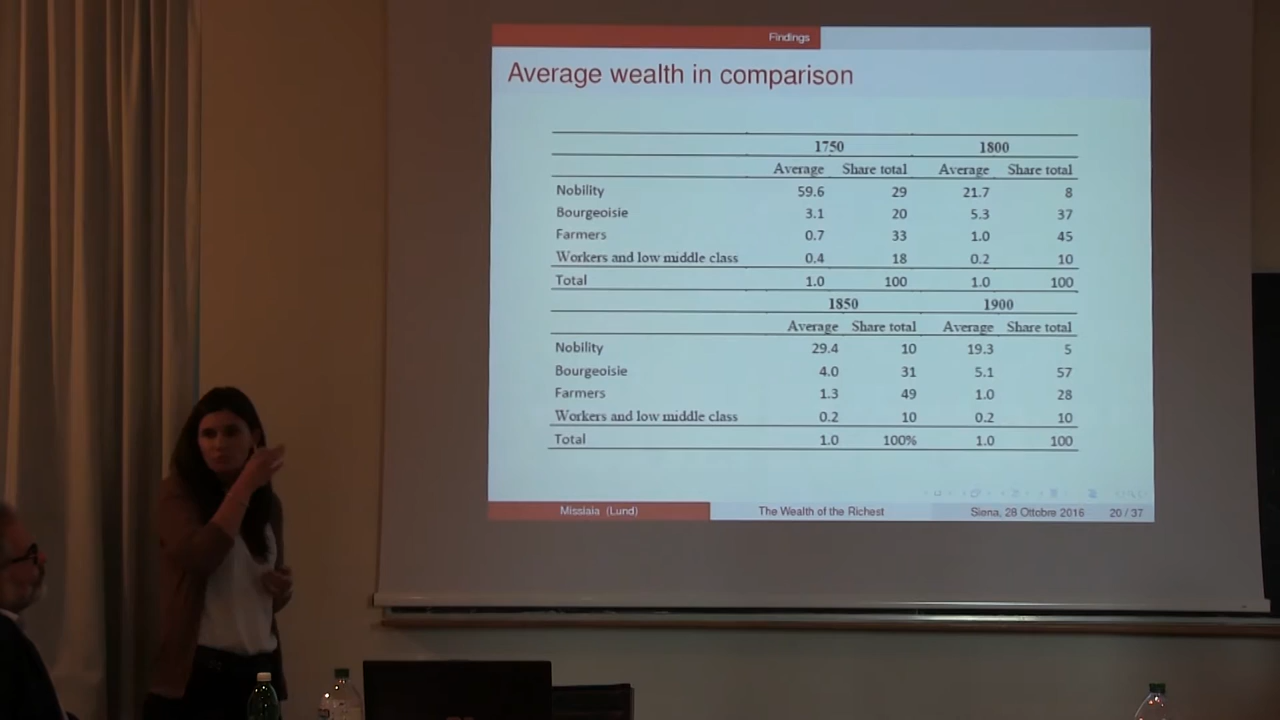 Findings
Average wealth in comparison
1750 1800
Average Share total Average Share total
Nobility 59.6 29 21.7 8
Bourgeoisie 3.1 20 5.3 37
Farmers 0.7 33 1.0 45
Workers and low middle class 0.4 18 0.2 10
Total 1.0 100 1.0 100
1850 1900
Average Share total Average Share total
Nobility 29.4 10 19.3 5
Bourgeoisie 4.0 31 5.1 57
Farmers 1.3 49 1.0 28
Workers and low middle class 0.2 10 0.2 10
Total 1.0 100% 1.0 100
Missiaia (Lund) The Wealth of the Richest Siena, 28 Ottobre 2016 20 / 37